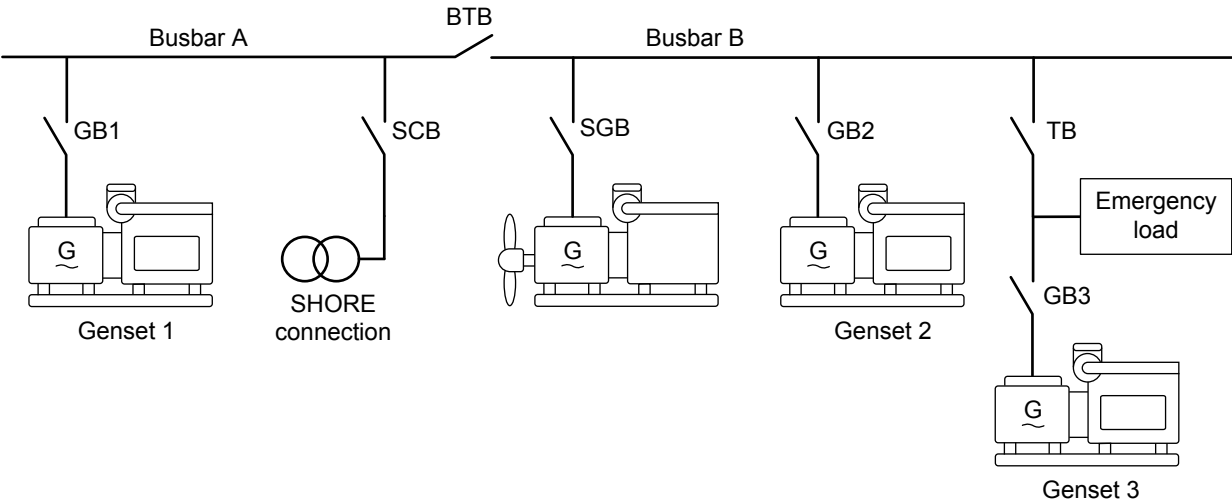 BTB
Busbar A
Busbar B
GB1
SCB
SGB
GB2
TB
Emergency
load
G
G
G
SHORE
connection
GB3
Genset 1
Genset 2
G
Genset 3